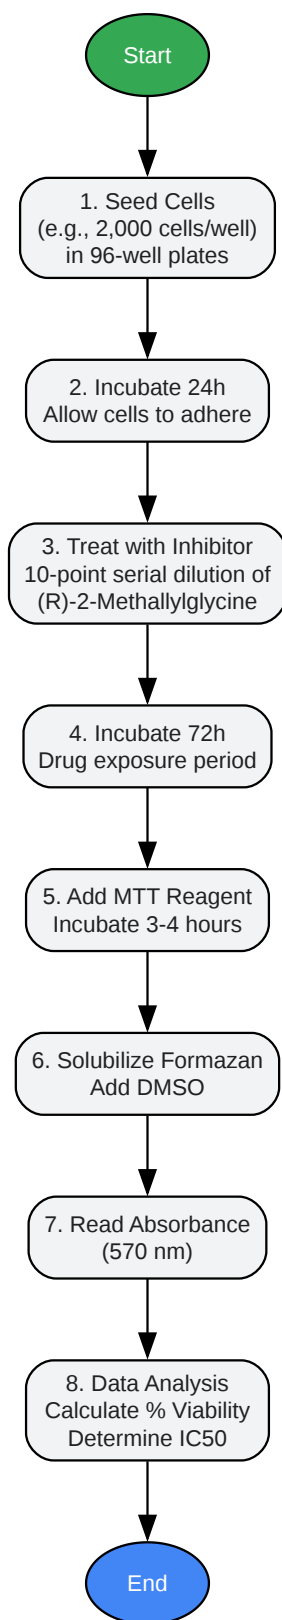 Start
1. Seed Cells
(e.g., 2,000 cells/well)
in 96-well plates
2. Incubate 24h
Allow cells to adhere
3. Treat with Inhibitor
10-point serial dilution of
(R)-2-Methallylglycine
4. Incubate 72h
Drug exposure period
5. Add MTT Reagent
Incubate 3-4 hours
6. Solubilize Formazan
Add DMSO
7. Read Absorbance
(570 nm)
8. Data Analysis
Calculate % Viability
Determine IC50
End